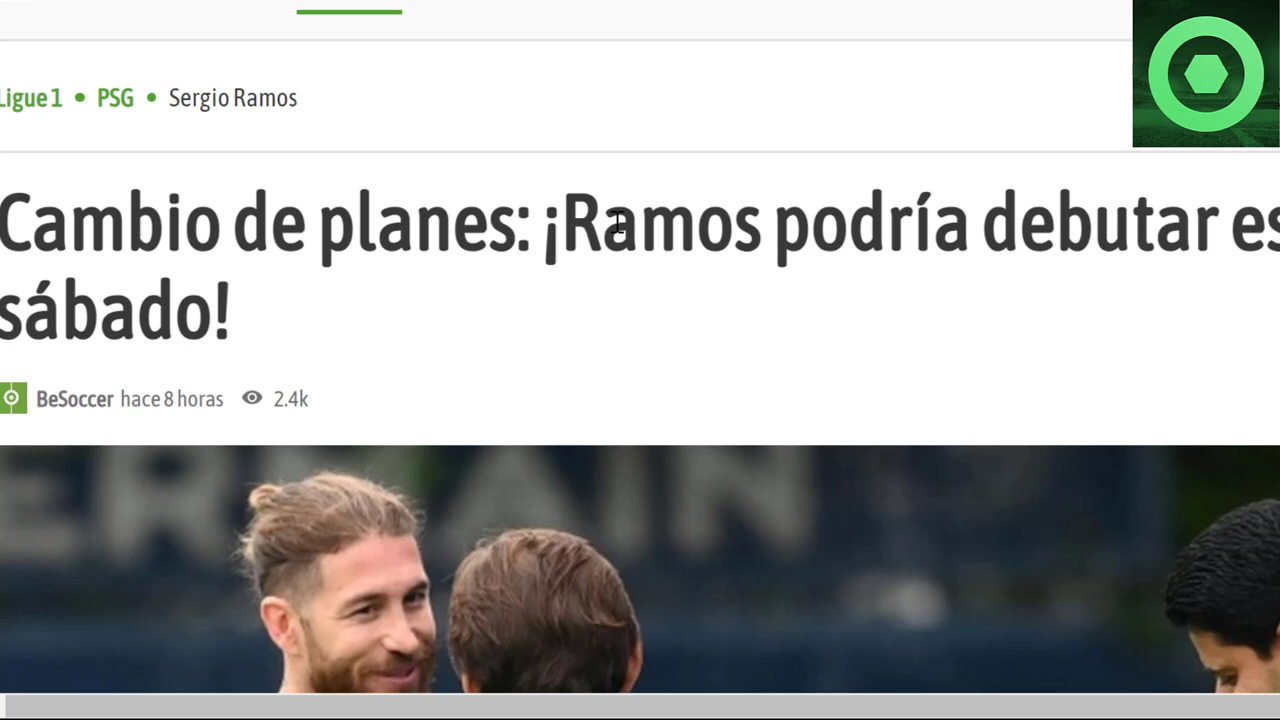 Ligue 1 • PSG • Sergio Ramos
Cambio de planes: ¡Ramos podría debutar es
sábado!
BeSoccer hace 8 horas 2.4k
ERMAIN